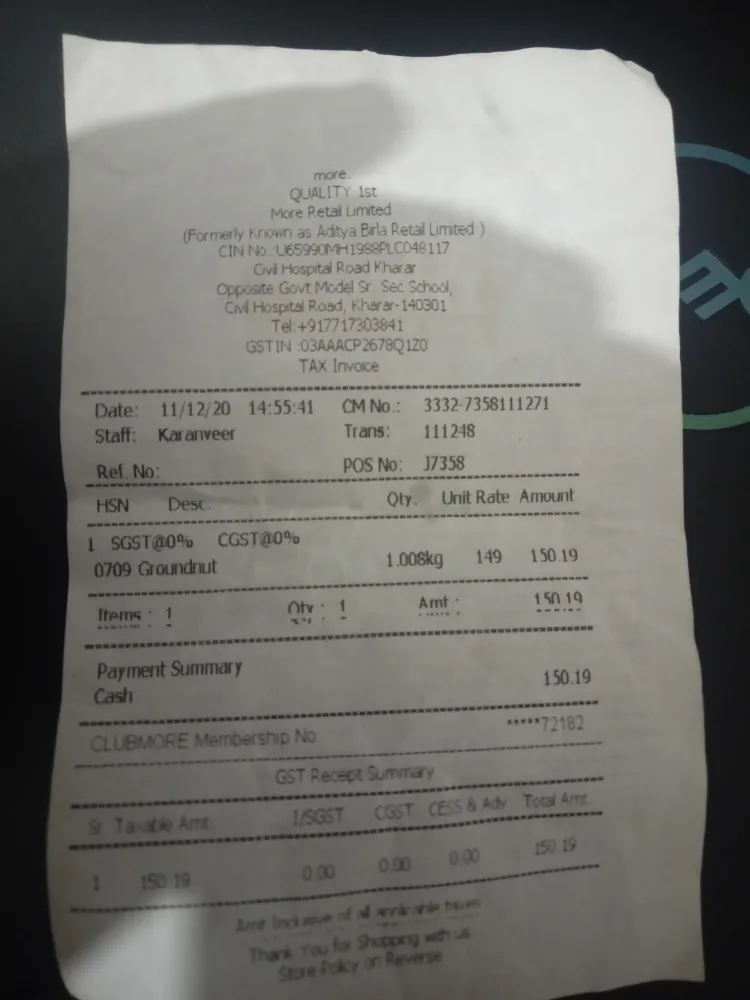 more.
QUALITY 1st
More Retail Limited
(Formerly Known as Aditya Birla Retail Limited )
CIN No.:U65990MH1988PLC048117
Civil Hospital Road Kharar
Opposite Govt Model Sr. Sec School,
Civil Hospital Road, Kharar-140301
Tel:+917717303841
GSTIN :03AAACP2678Q1Z0
TAX Invoice
Date: 11/12/20 14:55:41 CM No.: 3332-7358111271
Staff: Karanveer Trans: 111248
Ref. No: POS No: J7358
HSN Desc. Qty. Unit Rate Amount
1 SGST@0% CGST@0%
0709 Groundnut 1.008kg 149 150.19
Items : 1 Qty : 1 Amt : 150.19
Payment Summary
Cash 150.19
CLUBMORE Membership No *****72182
GST Receipt Summary
Sr Taxable Amt. I/SGST CGST CESS & Adv Total Amt.
1 150.19 0.00 0.00 0.00 150.19
Amt Inclusive of all applicable taxes
Thank You for Shopping with us
Store Policy on Reverse